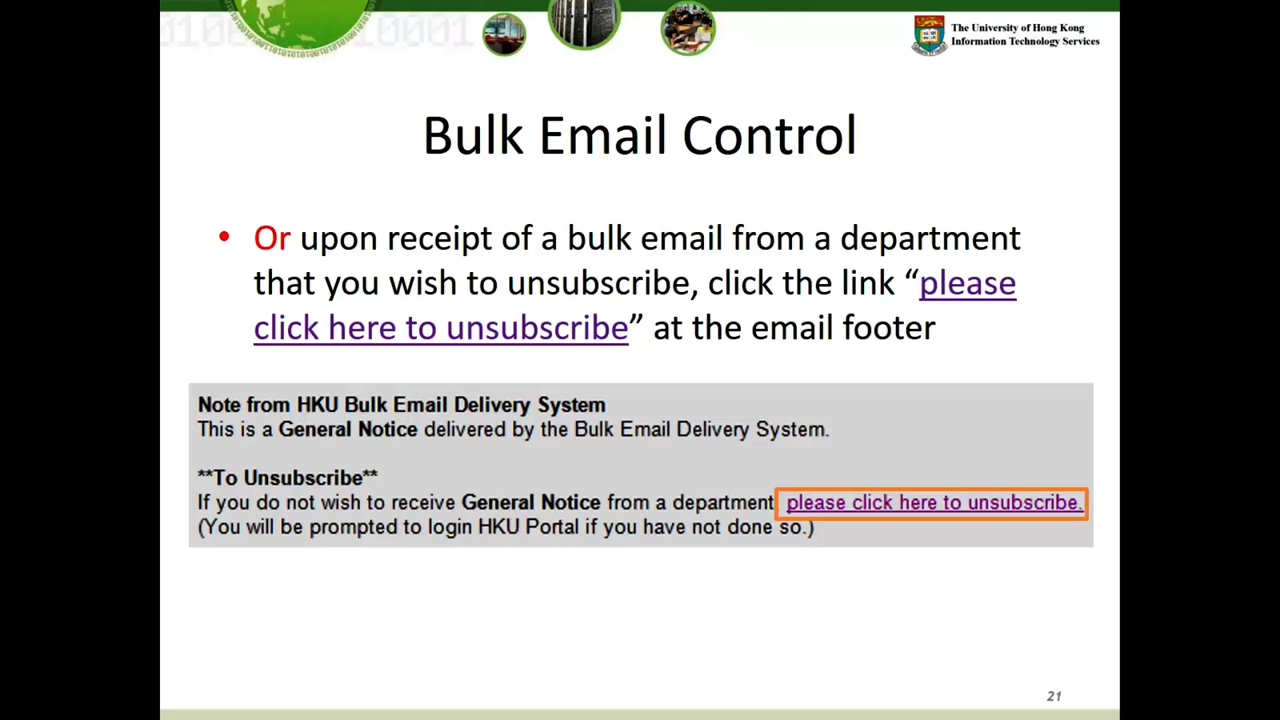 The University of Hong Kong
Information Technology Services
Bulk Email Control
• Or upon receipt of a bulk email from a department
that you wish to unsubscribe, click the link “please
click here to unsubscribe” at the email footer
Note from HKU Bulk Email Delivery System
This is a General Notice delivered by the Bulk Email Delivery System.
**To Unsubscribe**
If you do not wish to receive General Notice from a department please click here to unsubscribe.
(You will be prompted to login HKU Portal if you have not done so.)
21